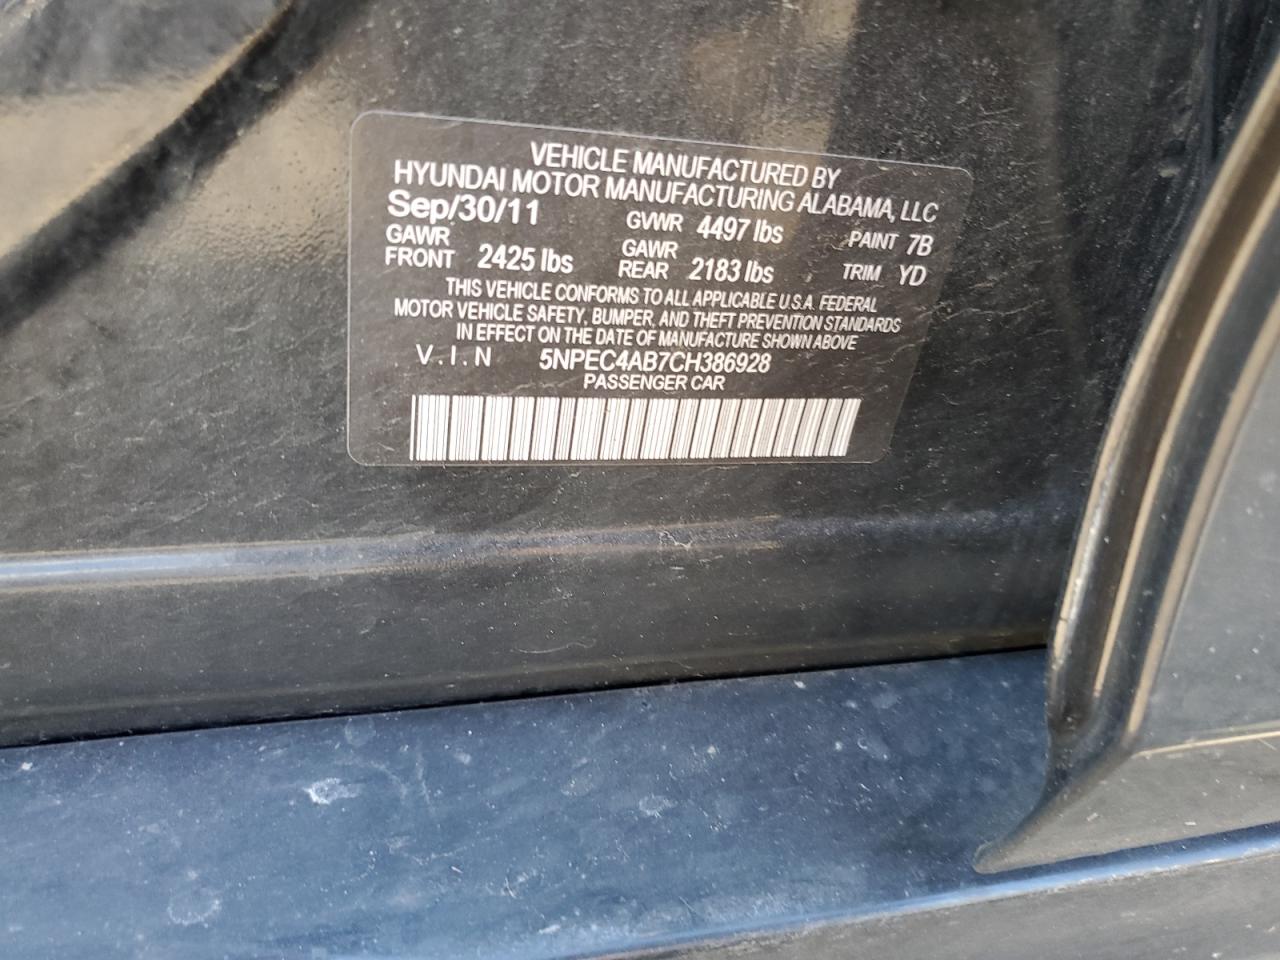 VEHICLE MANUFACTURED BY
HYUNDAI MOTOR MANUFACTURING ALABAMA, LLC
Sep/30/11 GVWR 4497 lbs PAINT 7B
GAWR FRONT 2425 lbs GAWR REAR 2183 lbs TRIM YD
THIS VEHICLE CONFORMS TO ALL APPLICABLE U.S.A. FEDERAL
MOTOR VEHICLE SAFETY, BUMPER, AND THEFT PREVENTION STANDARDS
IN EFFECT ON THE DATE OF MANUFACTURE SHOWN ABOVE
V.I.N 5NPEC4AB7CH386928
PASSENGER CAR